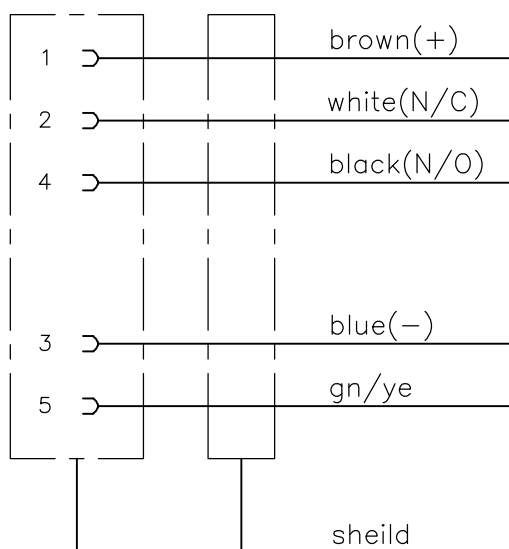 1 brown(+)
2 white(N/C)
4 black(N/O)
3 blue(-)
5 gn/ye
sheild